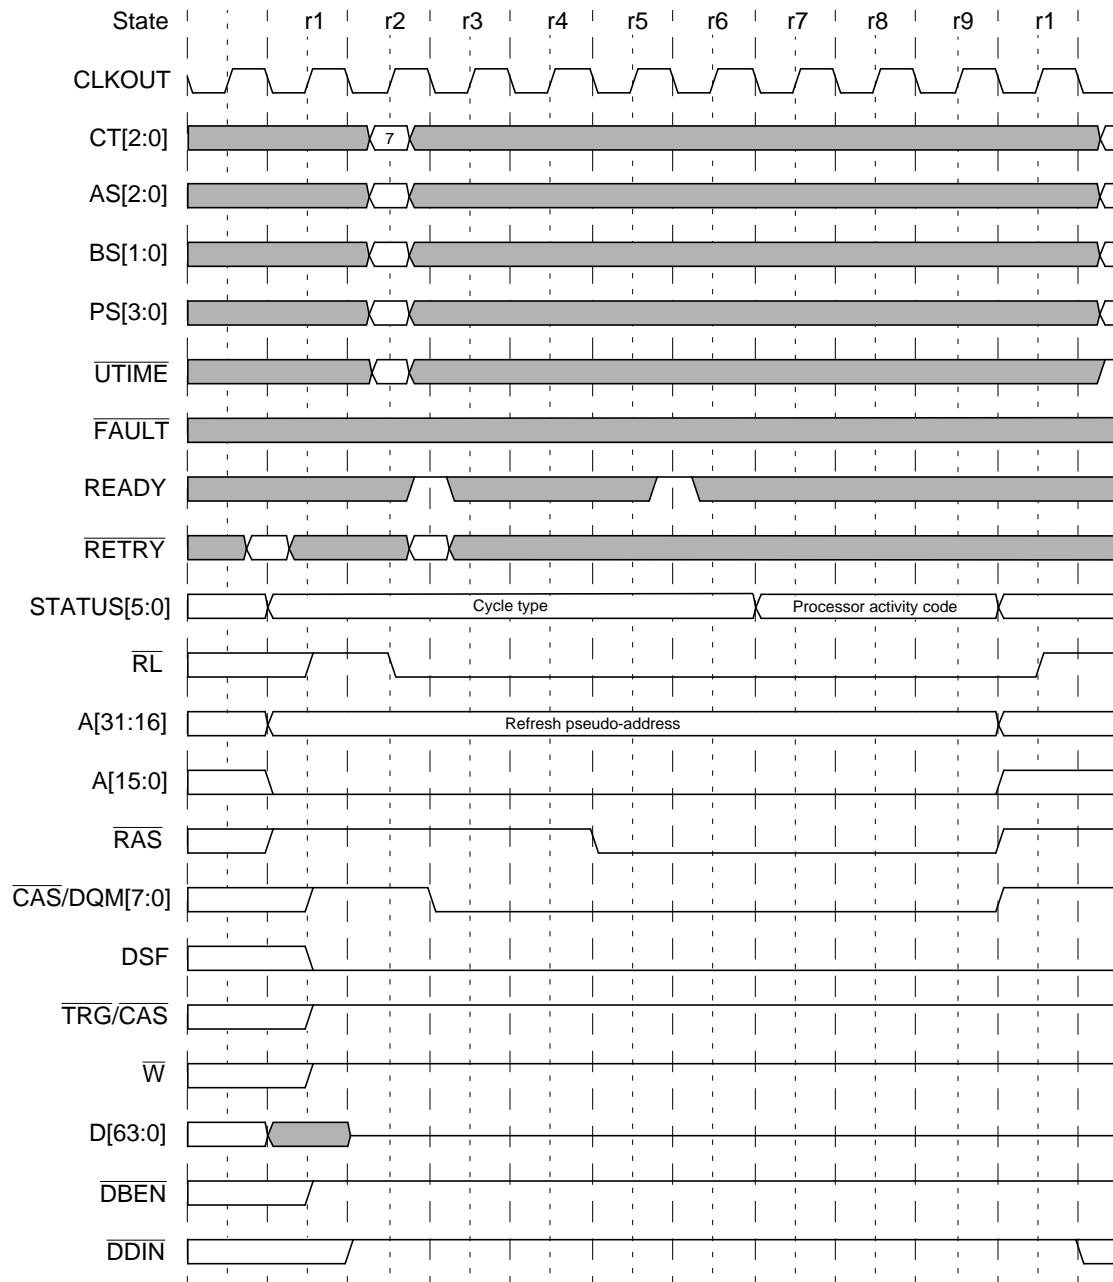 State r1 r2 r3 r4 r5 r6 r7 r8 r9 r1
CLKOUT
CT[2:0] 7
AS[2:0]
BS[1:0]
PS[3:0]
UTIME
FAULT
READY
RETRY
STATUS[5:0] Cycle type Processor activity code
RL
A[31:16] Refresh pseudo-address
A[15:0]
RAS
CAS/DQM[7:0]
DSF
TRG/CAS
W
D[63:0]
DBEN
DDIN